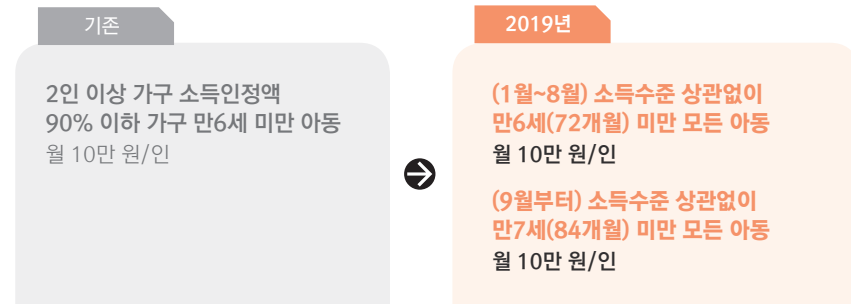 기존
2인 이상 가구 소득인정액
90% 이하 가구 만6세 미만 아동
월 10만 원/인
2019년
(1월~8월) 소득수준 상관없이
만6세(72개월) 미만 모든 아동
월 10만 원/인
(9월부터) 소득수준 상관없이
만7세(84개월) 미만 모든 아동
월 10만 원/인